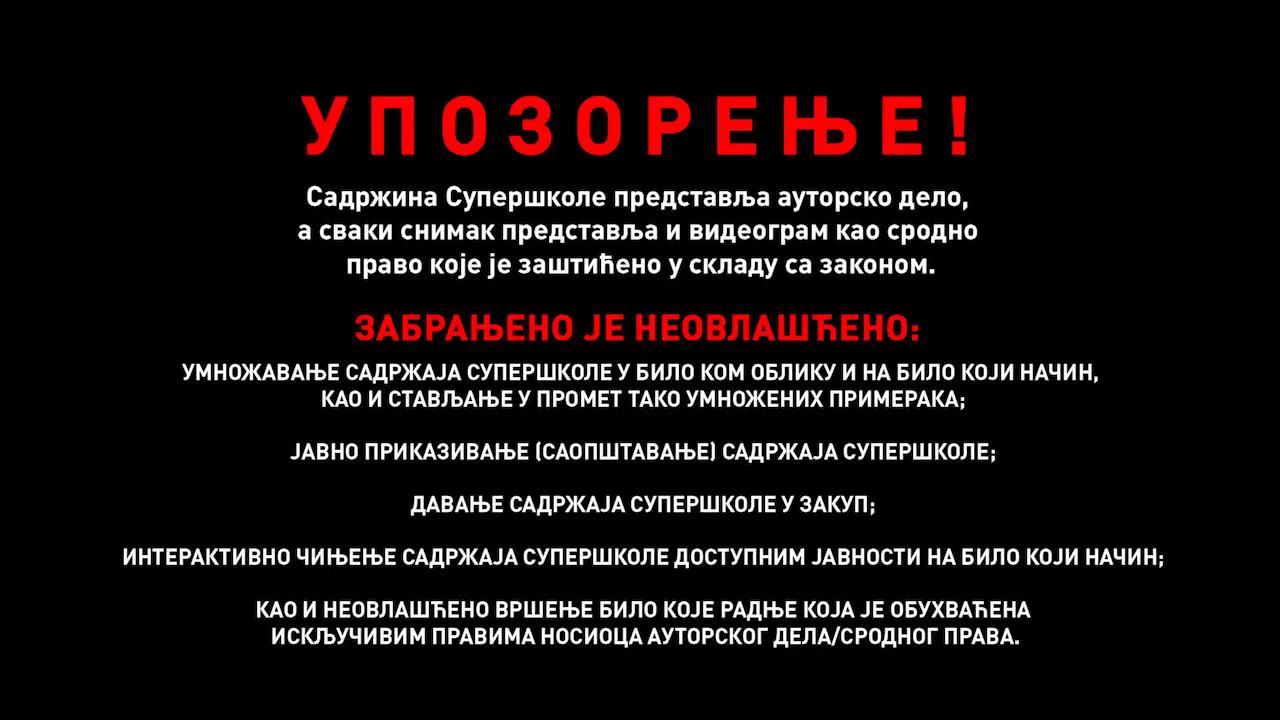 УПОЗОРЕЊЕ!
Садржина Супершколе представља ауторско дело,
а сваки снимак представља и видеограм као сродно
право које је заштићено у складу са законом.
ЗАБРАЊЕНО ЈЕ НЕОВЛАШЋЕНО:
УМНОЖАВАЊЕ САДРЖАЈА СУПЕРШКОЛЕ У БИЛО КОМ ОБЛИКУ И НА БИЛО КОЈИ НАЧИН,
КАО И СТАВЉАЊЕ У ПРОМЕТ ТАКО УМНОЖЕНИХ ПРИМЕРАКА;
ЈАВНО ПРИКАЗИВАЊЕ (САОПШТАВАЊЕ) САДРЖАЈА СУПЕРШКОЛЕ;
ДАВАЊЕ САДРЖАЈА СУПЕРШКОЛЕ У ЗАКУП;
ИНТЕРАКТИВНО ЧИЊЕЊЕ САДРЖАЈА СУПЕРШКОЛЕ ДОСТУПНИМ ЈАВНОСТИ НА БИЛО КОЈИ НАЧИН;
КАО И НЕОВЛАШЋЕНО ВРШЕЊЕ БИЛО КОЈЕ РАДЊЕ КОЈА ЈЕ ОБУХВАЋЕНА
ИСКЉУЧИВИМ ПРАВИМА НОСИОЦА АУТОРСКОГ ДЕЛА/СРОДНОГ ПРАВА.